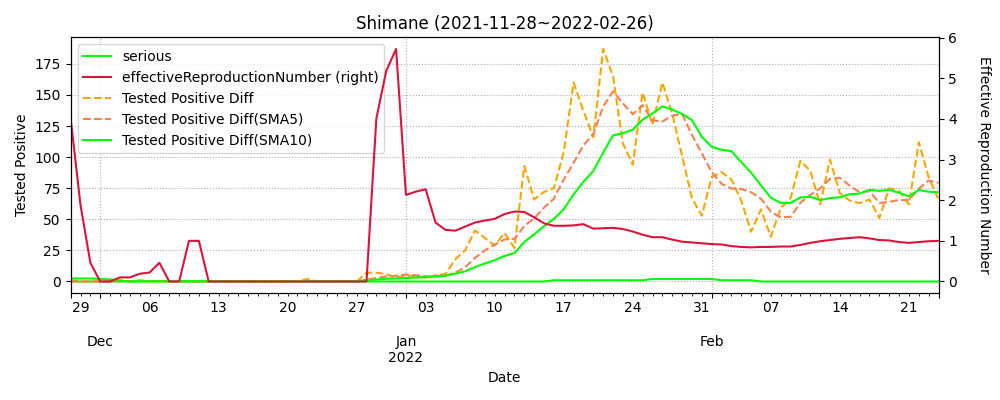 Shimane (2021-11-28~2022-02-26)
serious
effectiveReproductionNumber (right)
Tested Positive Diff
Tested Positive Diff(SMA5)
Tested Positive Diff(SMA10)
Tested Positive
175
150
125
100
75
50
25
0
6
5
4
3
2
1
0
Effective Reproduction Number
29 06 13 20 27 03 10 17 24 31 07 14 21
Dec Jan Feb
2022
Date